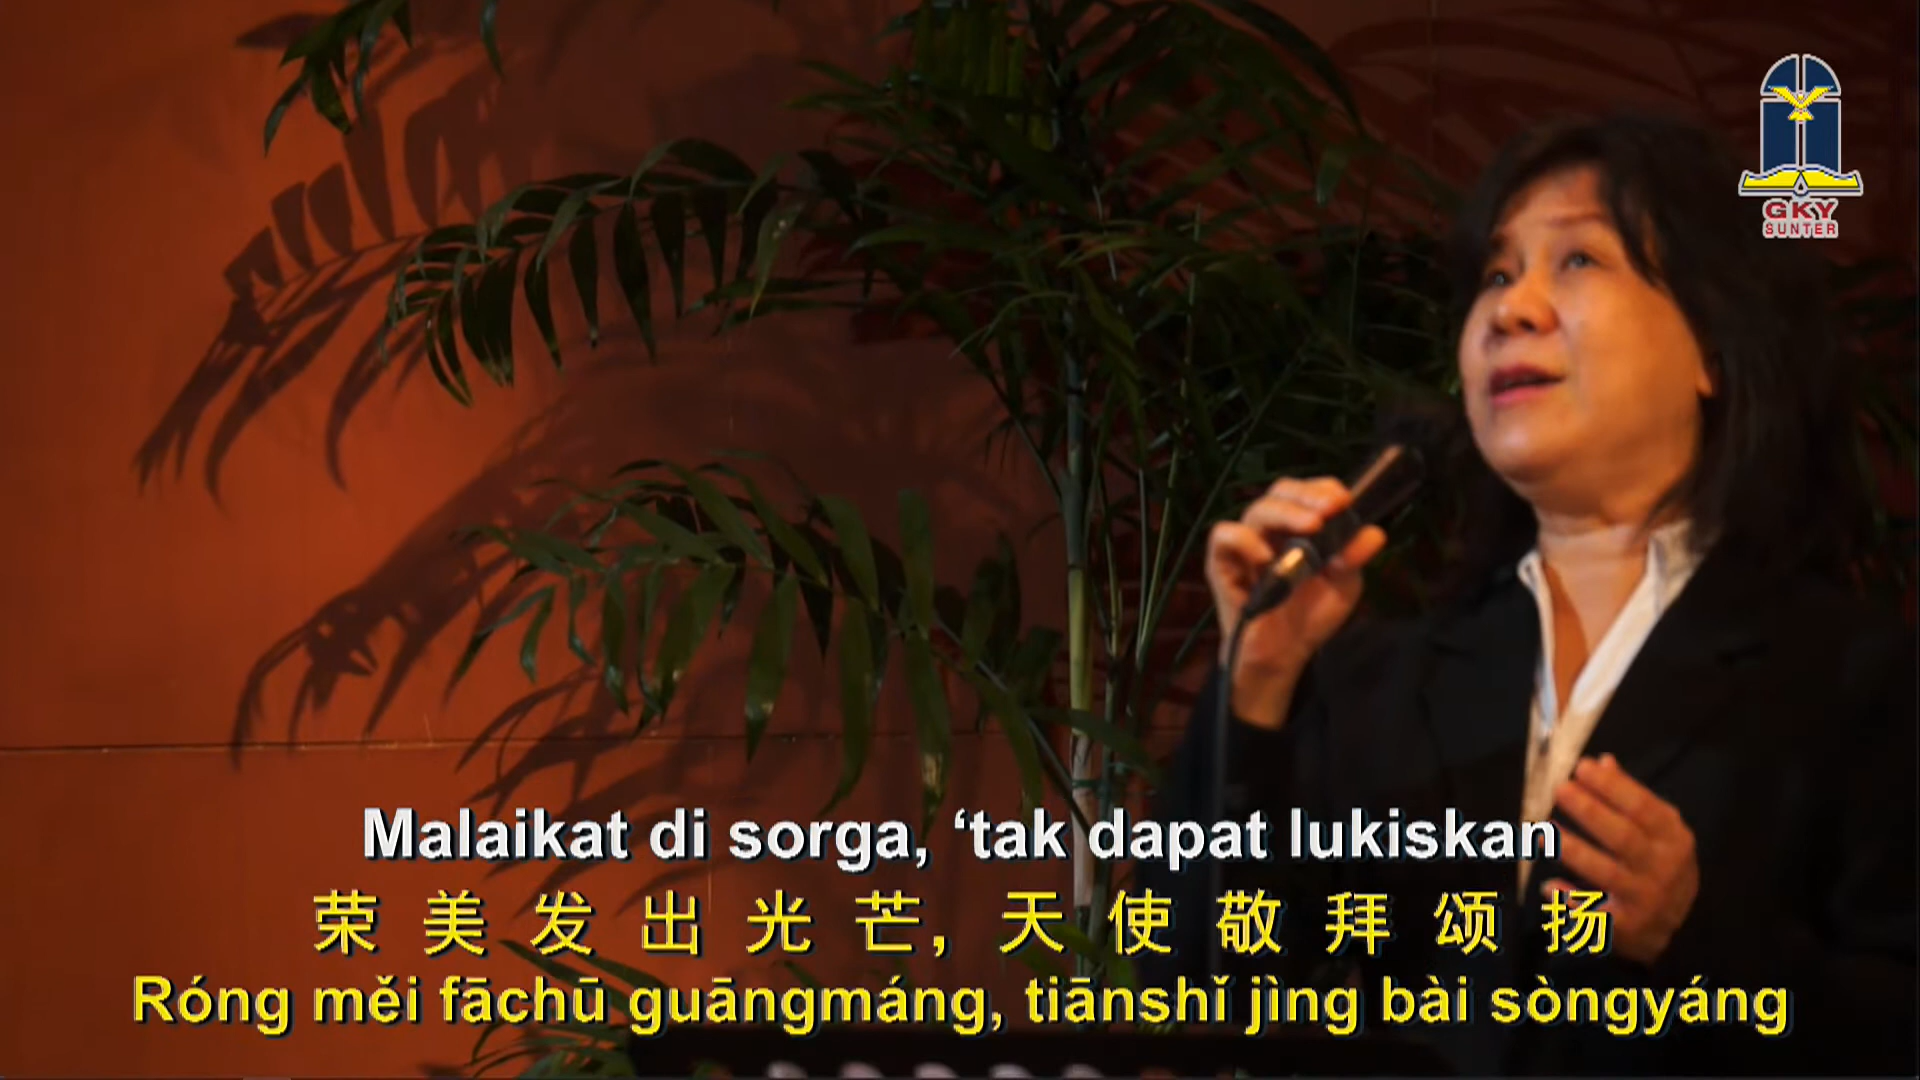 GKY
SUNTER
Malaikat di sorga, ‘tak dapat lukiskan
荣 美 发 出 光 芒, 天 使 敬 拜 颂 扬
Róng měi fāchū guāngmáng, tiānshǐ jìng bài sòngyáng